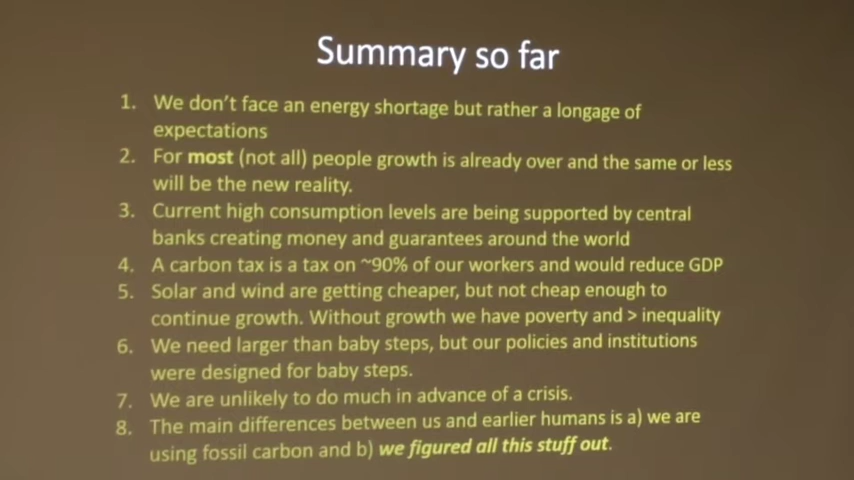 Summary so far
1. We don't face an energy shortage but rather a longage of
expectations
2. For most (not all) people growth is already over and the same or less
will be the new reality.
3. Current high consumption levels are being supported by central
banks creating money and guarantees around the world
4. A carbon tax is a tax on ~90% of our workers and would reduce GDP
5. Solar and wind are getting cheaper, but not cheap enough to
continue growth. Without growth we have poverty and > inequality
6. We need larger than baby steps, but our policies and institutions
were designed for baby steps.
7. We are unlikely to do much in advance of a crisis.
8. The main differences between us and earlier humans is a) we are
using fossil carbon and b) we figured all this stuff out.